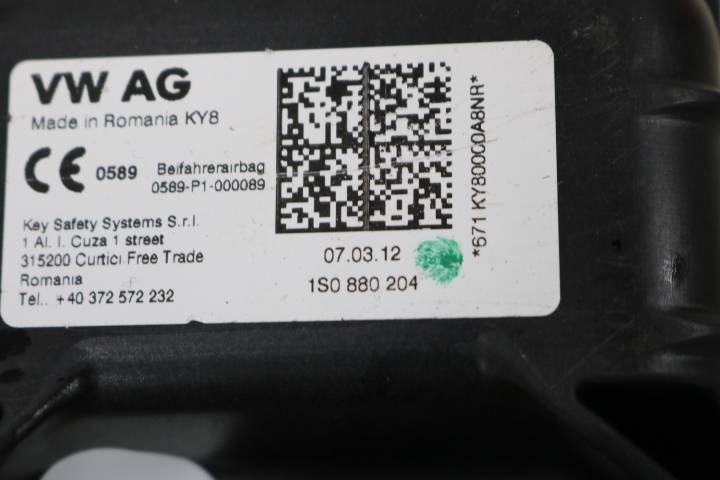 VW AG
Made in Romania KY8
CE 0589
Beifahrerairbag
0589-P1-000089
Key Safety Systems S.r.l.
1 Al. I. Cuza 1 street
315200 Curtici Free Trade
Romania
Tel.. +40 372 572 232
07.03.12
1S0 880 204
*671 KY80000A8NR*